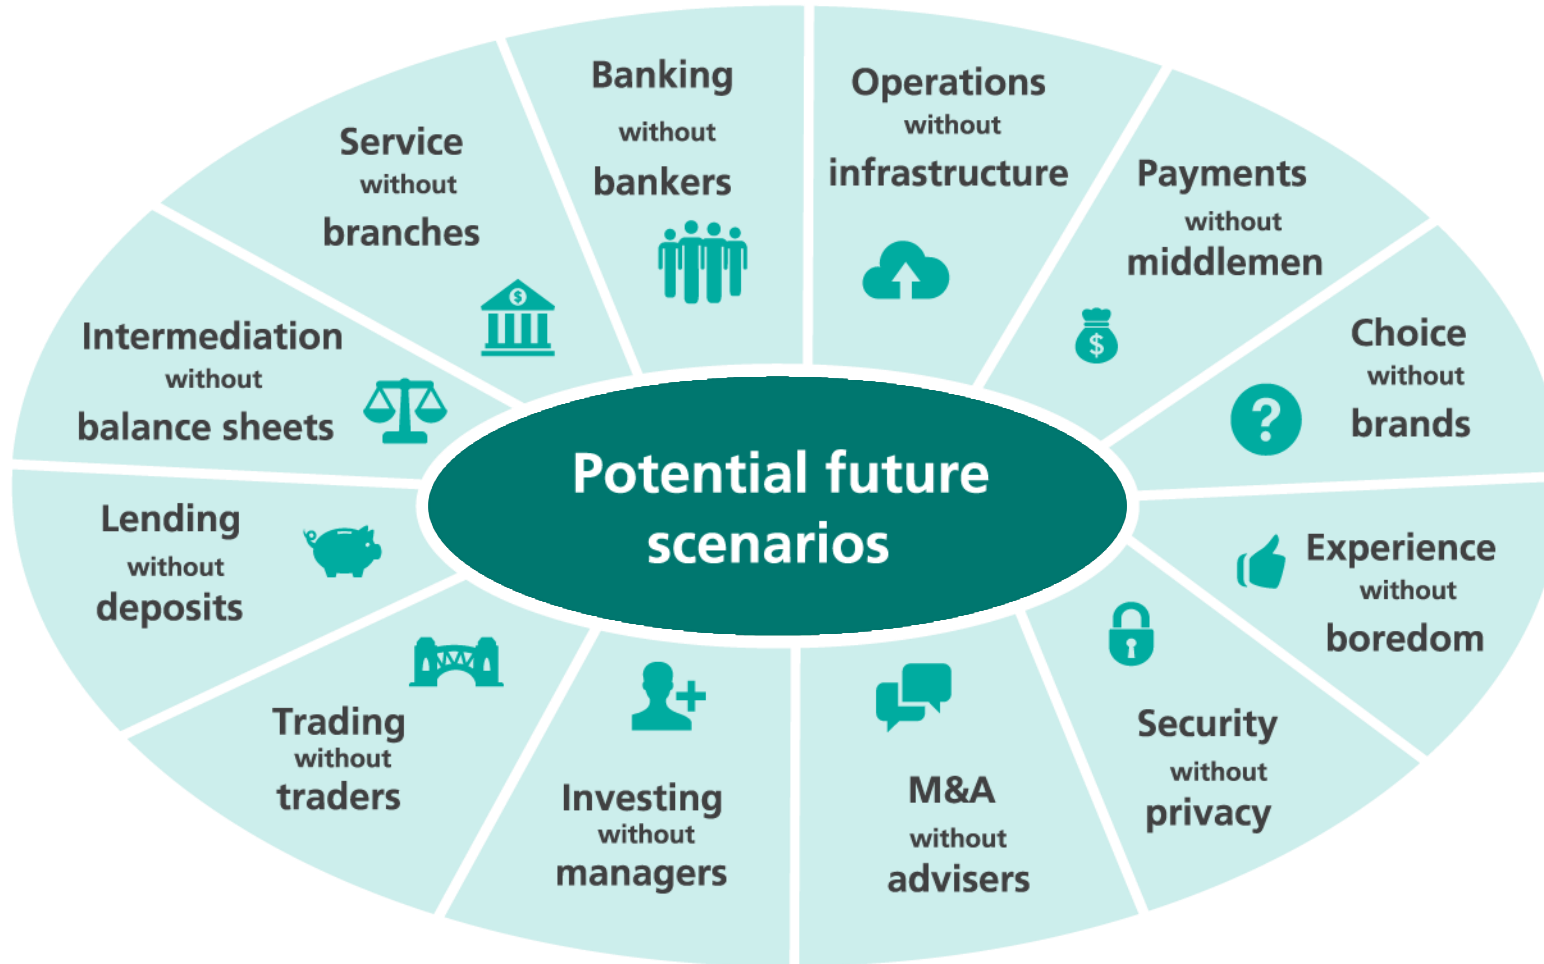 Potential future
scenarios
Banking
without
bankers
Operations
without
infrastructure
Payments
without
middlemen
$
Choice
without
brands
?
Experience
without
boredom
Security
without
privacy
M&A
without
advisers
Investing
without
managers
Trading
without
traders
Lending
without
deposits
Intermediation
without
balance sheets
Service
without
branches
$